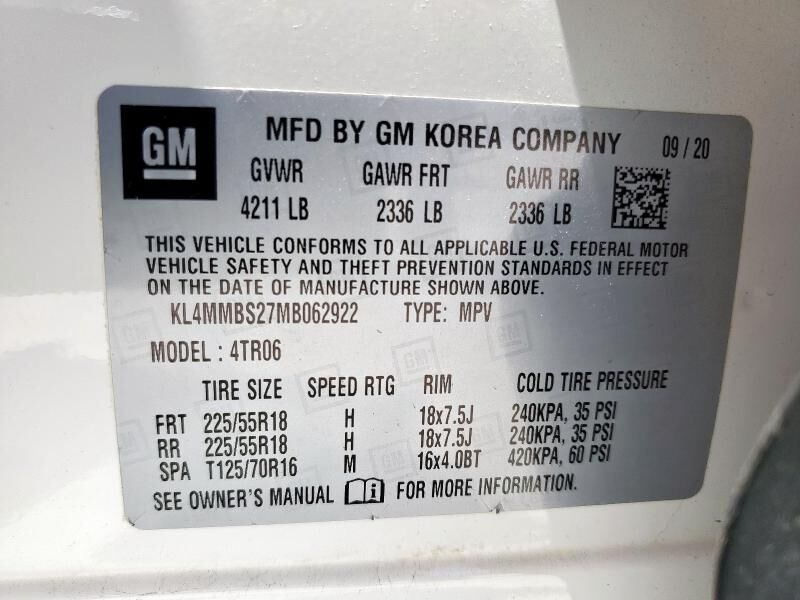 GM MFD BY GM KOREA COMPANY 09 / 20
GVWR GAWR FRT GAWR RR
4211 LB 2336 LB 2336 LB
THIS VEHICLE CONFORMS TO ALL APPLICABLE U.S. FEDERAL MOTOR
VEHICLE SAFETY AND THEFT PREVENTION STANDARDS IN EFFECT
ON THE DATE OF MANUFACTURE SHOWN ABOVE.
KL4MMBS27MB062922 TYPE: MPV
MODEL : 4TR06
TIRE SIZE SPEED RTG RIM COLD TIRE PRESSURE
FRT 225/55R18 H 18x7.5J 240KPA, 35 PSI
RR 225/55R18 H 18x7.5J 240KPA, 35 PSI
SPA T125/70R16 M 16x4.0BT 420KPA, 60 PSI
SEE OWNER'S MANUAL i FOR MORE INFORMATION.